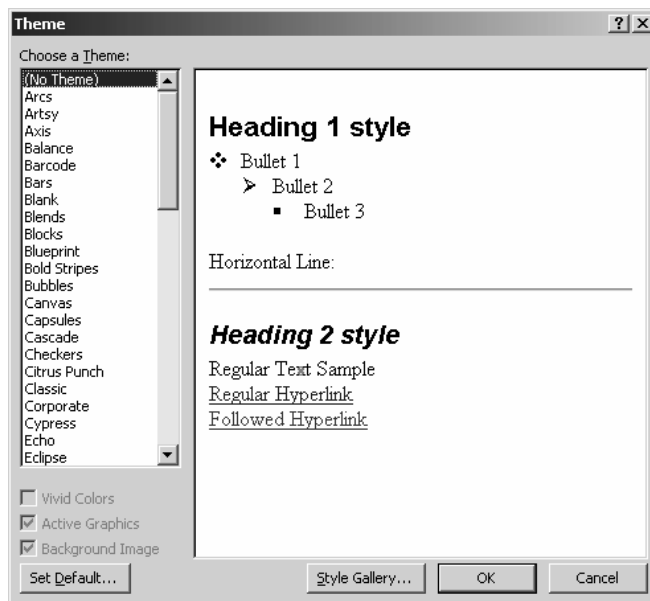 Theme
Choose a Theme:
(No Theme)
Arcs
Artsy
Axis
Balance
Barcode
Bars
Blank
Blends
Blocks
Blueprint
Bold Stripes
Bubbles
Canvas
Capsules
Cascade
Checkers
Citrus Punch
Classic
Corporate
Cypress
Echo
Eclipse
Heading 1 style
Bullet 1
Bullet 2
Bullet 3
Horizontal Line:
Heading 2 style
Regular Text Sample
Regular Hyperlink
Followed Hyperlink
Vivid Colors
Active Graphics
Background Image
Set Default... Style Gallery... OK Cancel